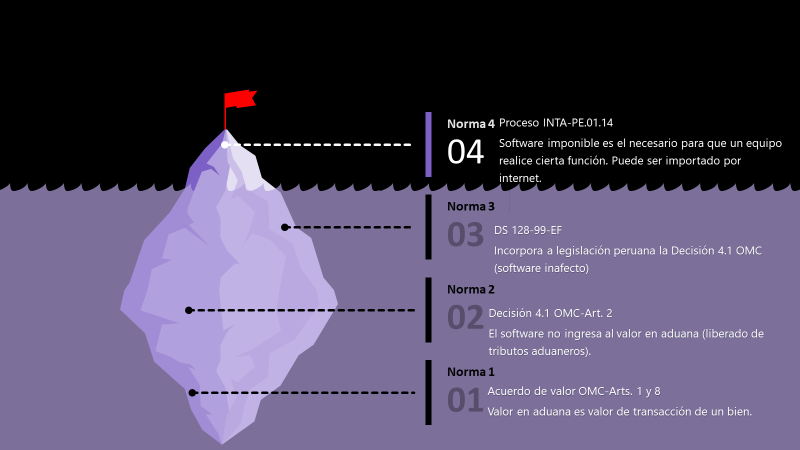 Norma 4 Proceso INTA-PE.01.14
04 Software imponible es el necesario para que un equipo
realice cierta función. Puede ser importado por
internet.
Norma 3
03 DS 128-99-EF
Incorpora a legislación peruana la Decisión 4.1 OMC
(software inafecto)
Norma 2
02 Decisión 4.1 OMC-Art. 2
El software no ingresa al valor en aduana (liberado de
tributos aduaneros).
Norma 1
01 Acuerdo de valor OMC-Arts. 1 y 8
Valor en aduana es valor de transacción de un bien.